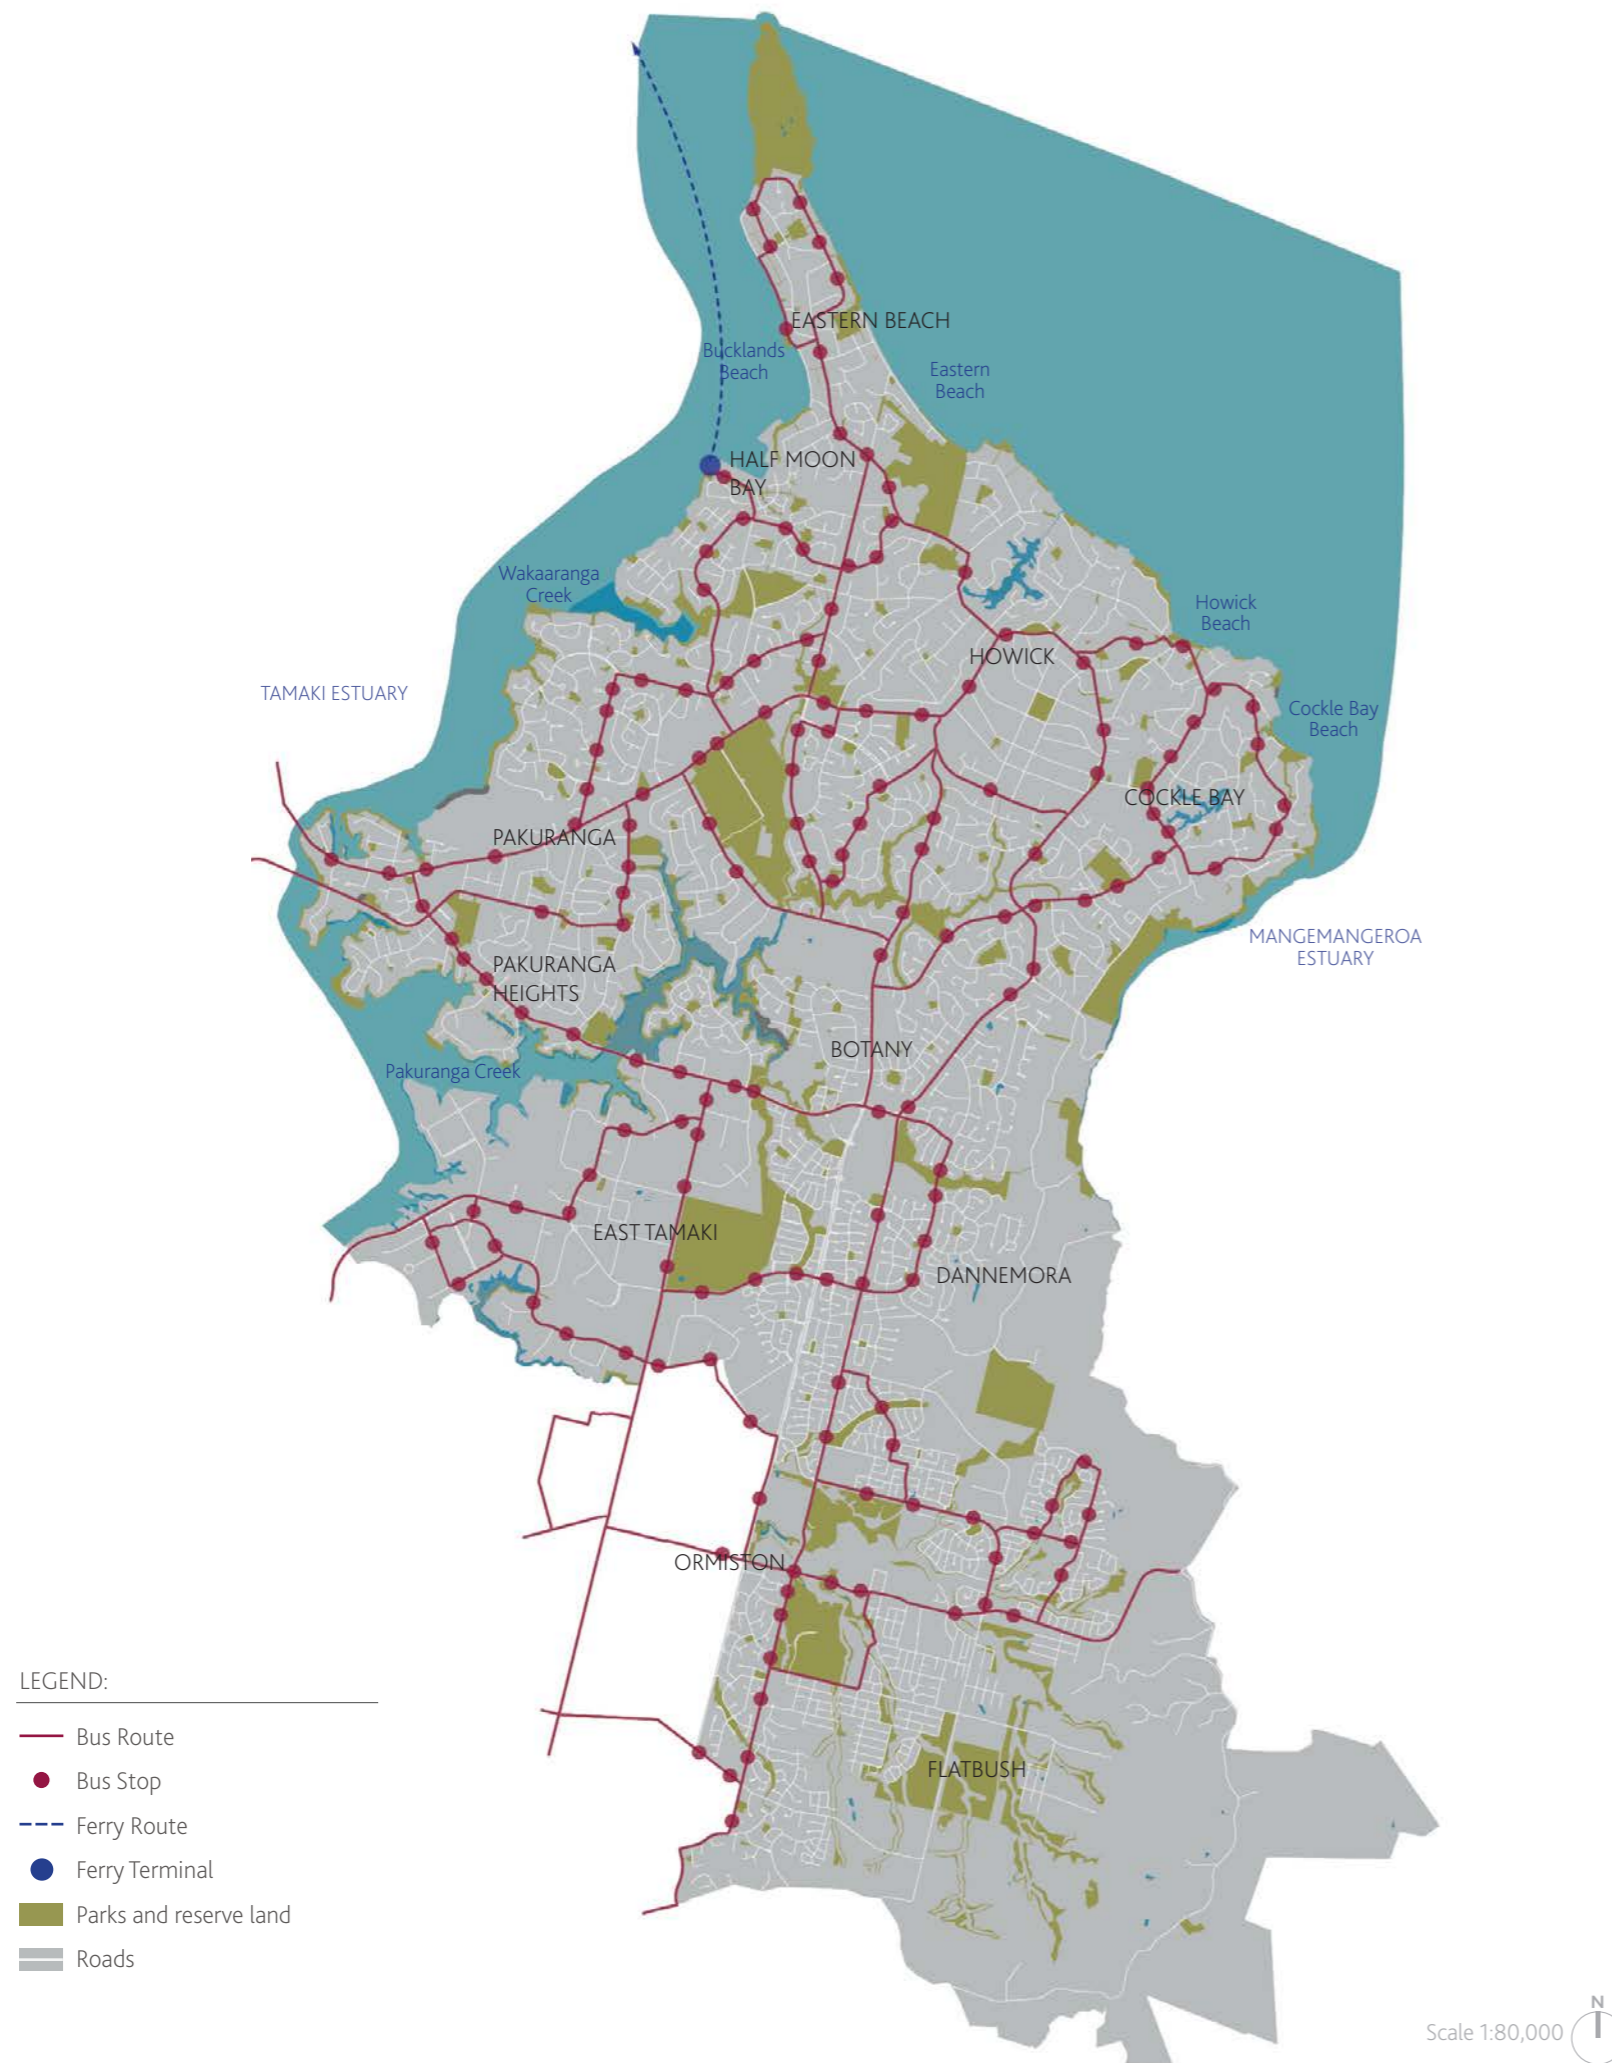 EASTERN BEACH
Bucklands
Beach
Eastern
Beach
HALF MOON
BAY
Wakaaranga
Creek
Howick
Beach
HOWICK
TAMAKI ESTUARY
Cockle Bay
Beach
COCKLE BAY
PAKURANGA
MANGEMANGEROA
ESTUARY
PAKURANGA
HEIGHTS
BOTANY
Pakuranga Creek
EAST TAMAKI
DANNEMORA
ORMISTON
FLATBUSH
LEGEND:
Bus Route
Bus Stop
Ferry Route
Ferry Terminal
Parks and reserve land
Roads
N
Scale 1:80,000